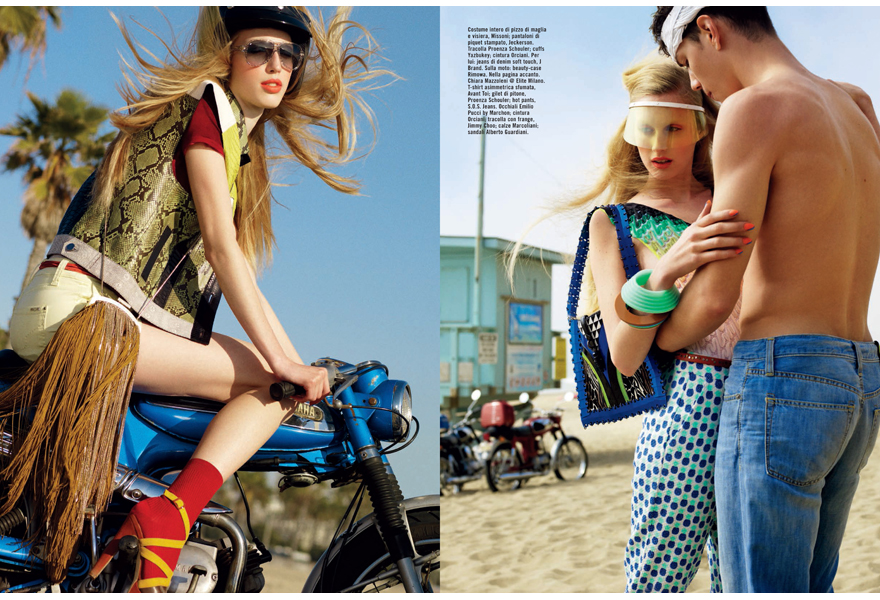 Costume intero di pizzo di maglia
e visiera, Missoni; pantaloni di
piquet stampato, Jeckerson.
Tracolla Proenza Schouler; cuffs
Yazbukey; cintura Orciani. Per
lui: jeans di denim soft touch, J
Brand. Sulla moto: beauty-case
Rimowa. Nella pagina accanto.
Chiara Mazzoleni @ Elite Milano.
T-shirt asimmetrica sfumata,
Avant Toi; gilet di pitone,
Proenza Schouler; hot pants,
S.O.S. Jeans. Occhiali Emilio
Pucci by Marchon; cintura
Orciani; tracolla con frange,
Jimmy Choo; calze Marcoliani;
sandali Alberto Guardiani.